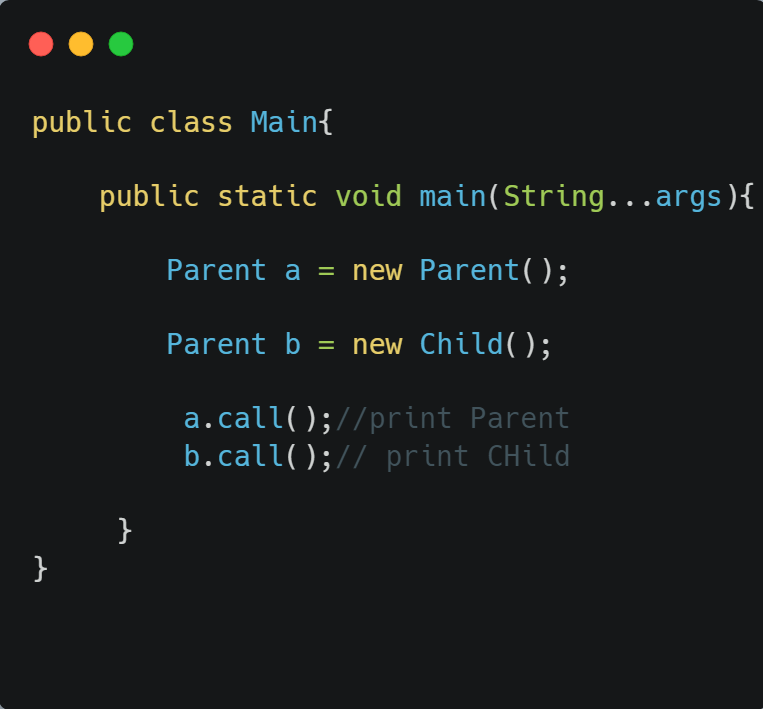 public class Main{
public static void main(String...args){
Parent a = new Parent();
Parent b = new Child();
a.call();//print Parent
b.call();// print CHild
}
}